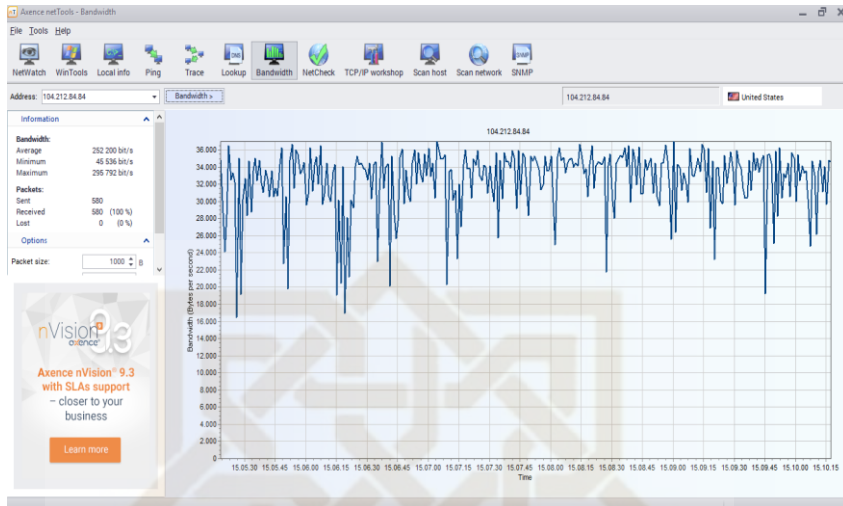 Axence netTools - Bandwidth
File Tools Help
NetWatch WinTools Local info Ping Trace Lookup Bandwidth NetCheck TCP/IP workshop Scan host Scan network SNMP
Address: 104.212.84.84 Bandwidth > 104.212.84.84 United States
Information
Bandwidth:
Average 252 200 bit/s
Minimum 45 536 bit/s
Maximum 295 792 bit/s
Packets:
Sent 580
Received 580 (100 %)
Lost 0 (0 %)
Options
Packet size: 1000 B
nVision 9.3
axence
Axence nVision® 9.3
with SLAs support
– closer to your
business
Learn more
104.212.84.84
Bandwidth (Bytes per second)
36.000
34.000
32.000
30.000
28.000
26.000
24.000
22.000
20.000
18.000
16.000
14.000
12.000
10.000
8.000
6.000
4.000
2.000
0
15.05.30 15.05.45 15.06.00 15.06.15 15.06.30 15.06.45 15.07.00 15.07.15 15.07.30 15.07.45 15.08.00 15.08.15 15.08.30 15.08.45 15.09.00 15.09.15 15.09.30 15.09.45 15.10.00 15.10.15
Time